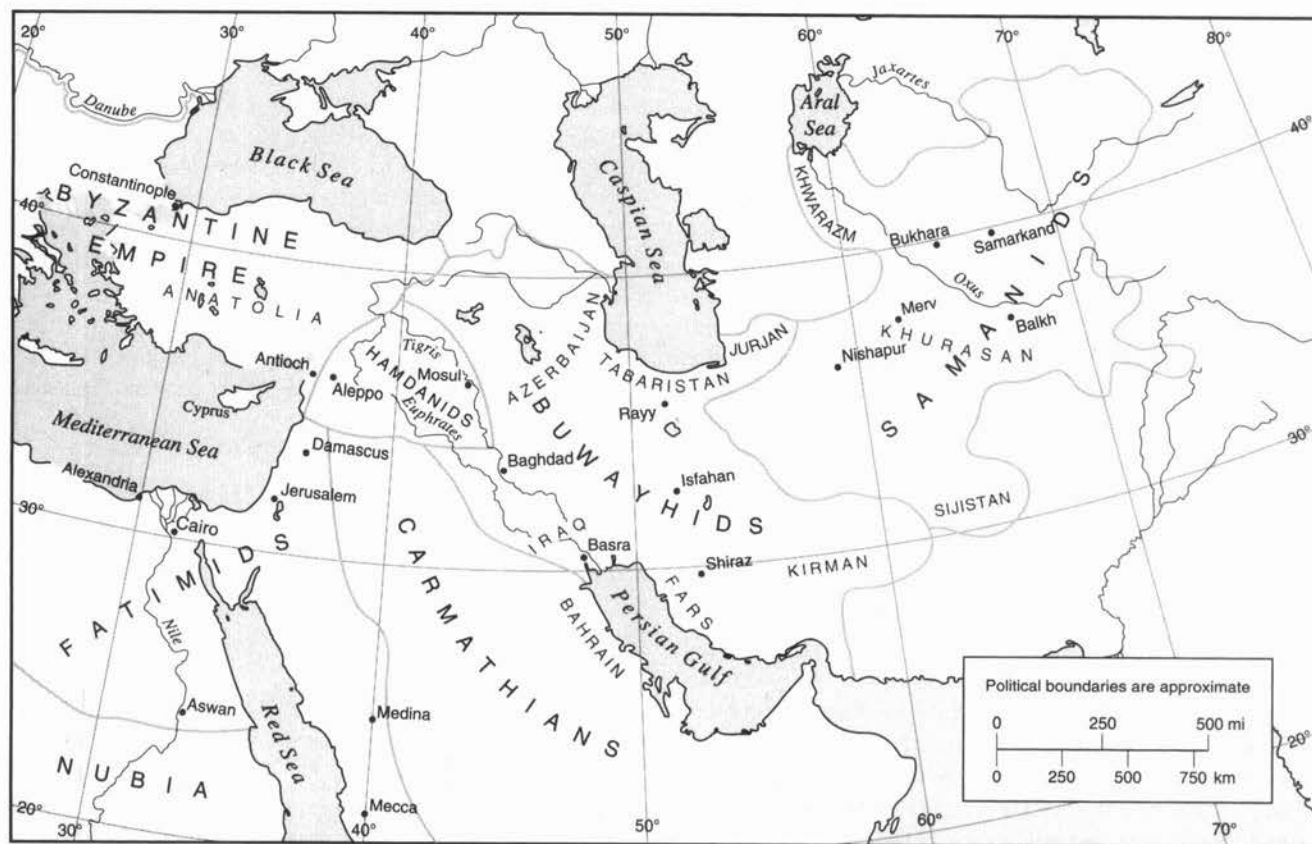 20°
30°
40°
50°
60°
70°
80°
Danube
Jaxartes
Aral
Sea
40°
Black Sea
Caspian Sea
Constantinople
KHWARAZM
40°
BYZANTINE
EMPIRE
ANATOLIA
Bukhara
Samarkand
Oxus
SAMANIDS
Merv
KHURASAN
Balkh
Nishapur
JURJAN
TABARISTAN
AZERBAIJAN
Tigris
Mosul
HAMDANIDS
Euphrates
Antioch
Aleppo
Cyprus
Mediterranean Sea
Rayy
BUWAYHIDS
Damascus
Baghdad
30°
Alexandria
Jerusalem
Isfahan
30°
Cairo
SIJISTAN
CARMATHIANS
IRAQ
Basra
Shiraz
KIRMAN
FATIMIDS
Nile
FARS
BAHRAIN
Persian Gulf
Aswan
Red Sea
Medina
NUBIA
Mecca
Political boundaries are approximate
0 250 500 mi
0 250 500 750 km
20°
20°
30°
40°
50°
60°
70°